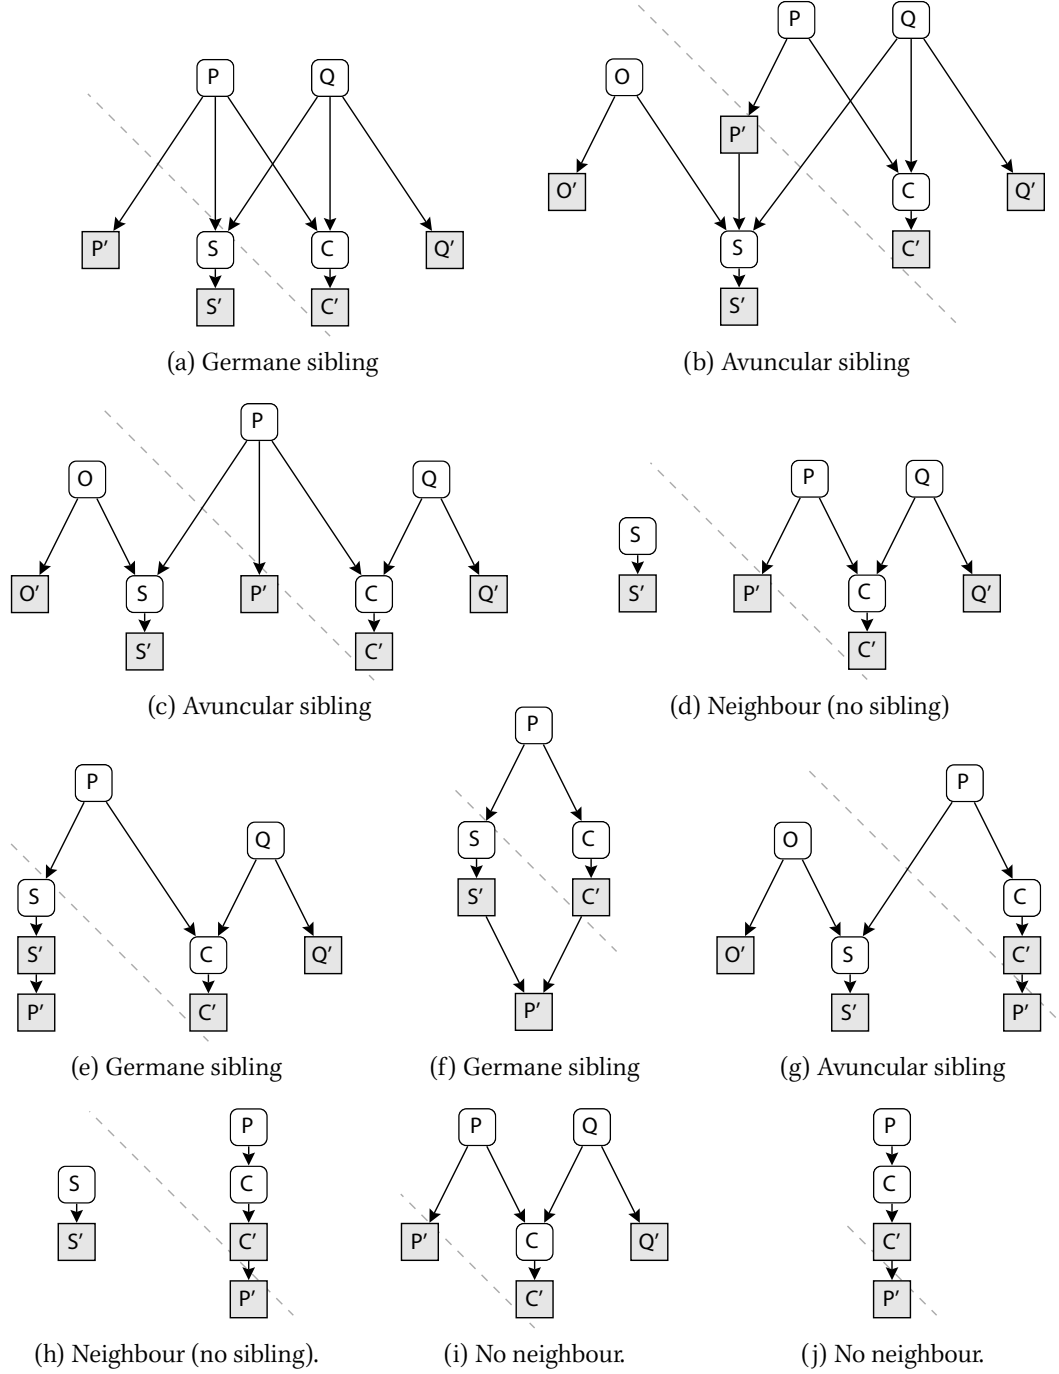 P Q
P′ S C Q′
S′ C′
(a) Germane sibling
P Q
O
P′
O′ C Q′
S C′
S′
(b) Avuncular sibling
P
O Q
O′ S P′ C Q′
S′ C′
(c) Avuncular sibling
P Q
S
S′ P′ C Q′
C′
(d) Neighbour (no sibling)
P
Q
S
S′ C Q′
P′ C′
(e) Germane sibling
P
S C
S′ C′
P′
(f) Germane sibling
P
O
C
O′ S C′
S′ P′
(g) Avuncular sibling
P
S C
S′ C′
P′
(h) Neighbour (no sibling).
P Q
P′ C Q′
C′
(i) No neighbour.
P
C
C′
P′
(j) No neighbour.